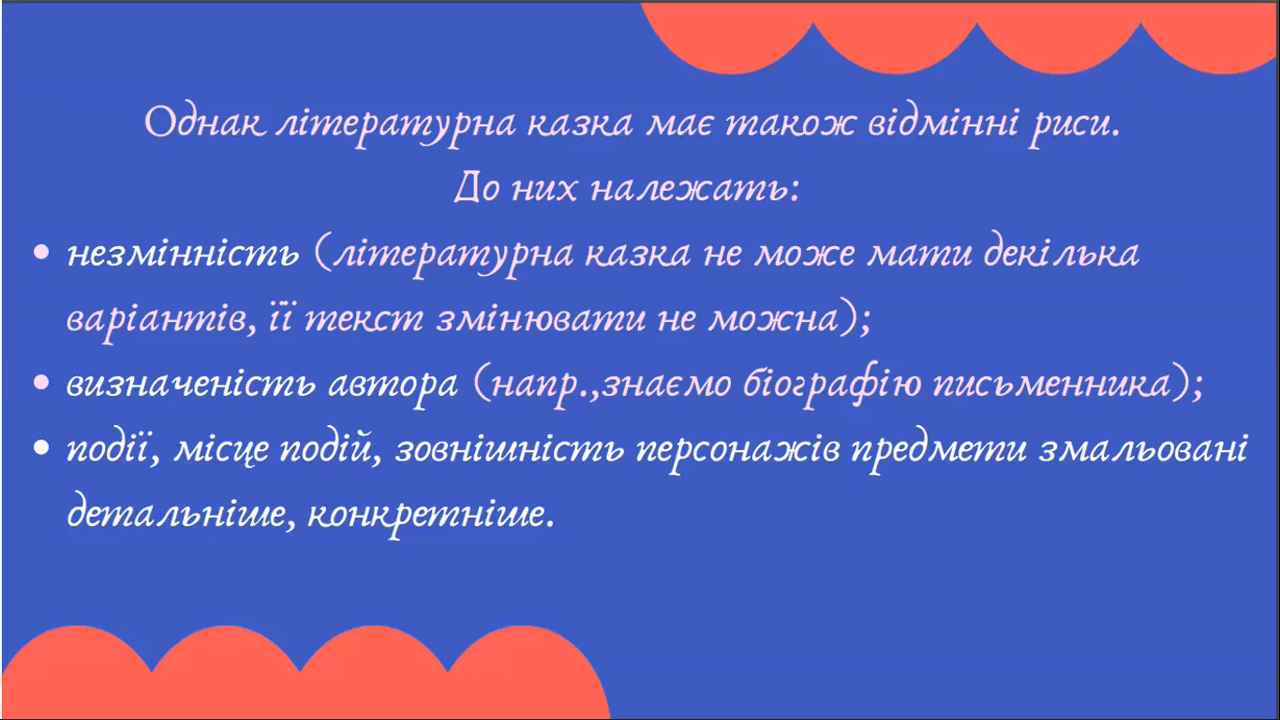 Однак літературна казка має також відмінні риси.
До них належать:
• незмінність (літературна казка не може мати декілька
варіантів, її текст змінювати не можна);
• визначеність автора (напр.,знаємо біографію письменника);
• події, місце подій, зовнішність персонажів предмети змальовані
детальніше, конкретніше.